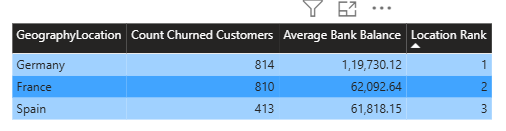 GeographyLocation Count Churned Customers Average Bank Balance Location Rank
Germany 814 1,19,730.12 1
France 810 62,092.64 2
Spain 413 61,818.15 3